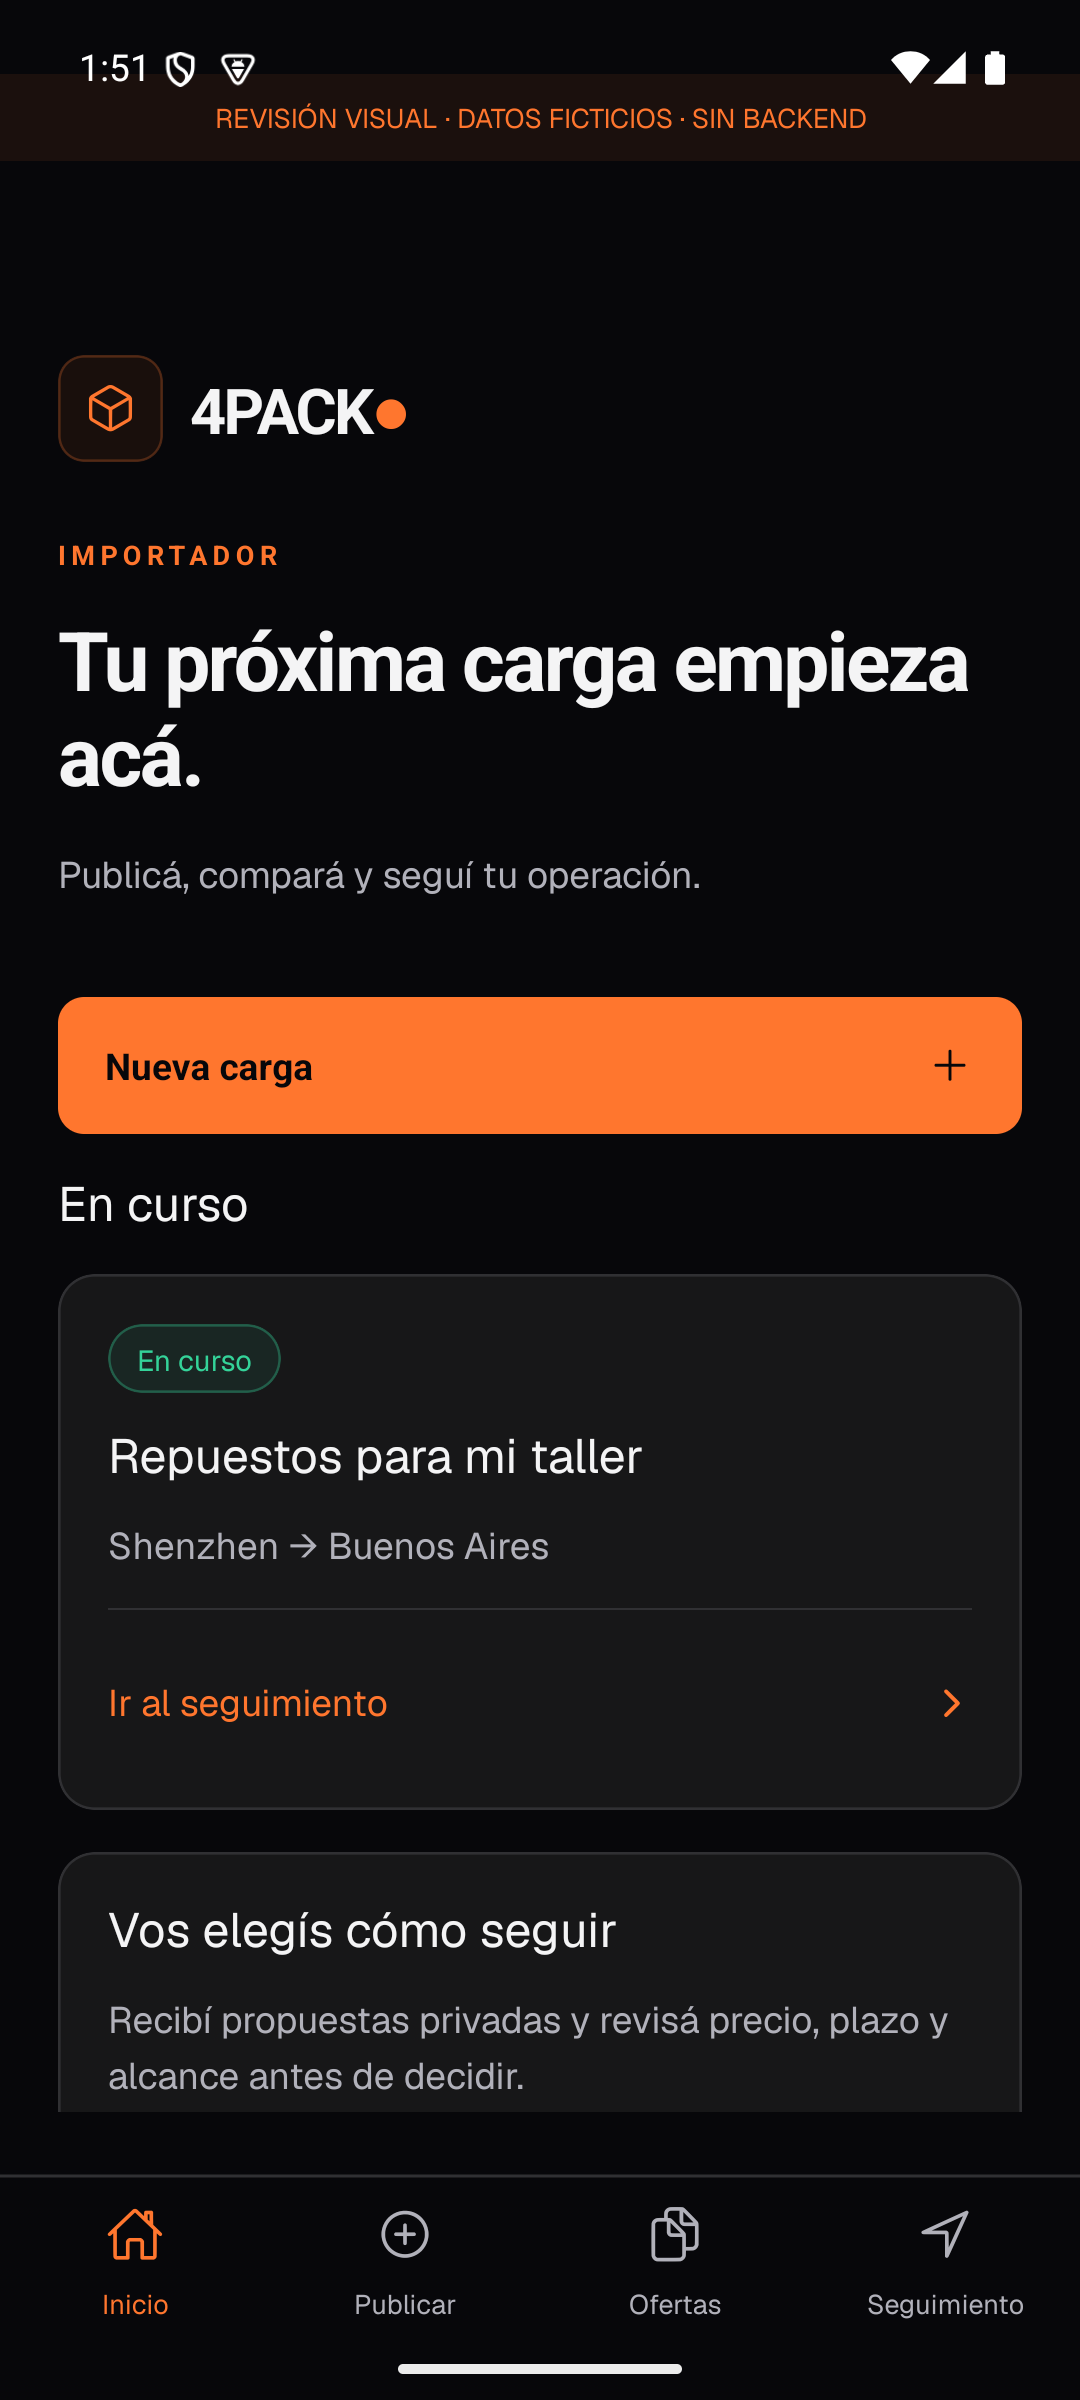 1:51
REVISIÓN VISUAL · DATOS FICTICIOS · SIN BACKEND
4PACK
IMPORTADOR
Tu próxima carga empieza
acá.
Publicá, compará y seguí tu operación.
Nueva carga
En curso
En curso
Repuestos para mi taller
Shenzhen → Buenos Aires
Ir al seguimiento
Vos elegís cómo seguir
Recibí propuestas privadas y revisá precio, plazo y
alcance antes de decidir.
Inicio
Publicar
Ofertas
Seguimiento